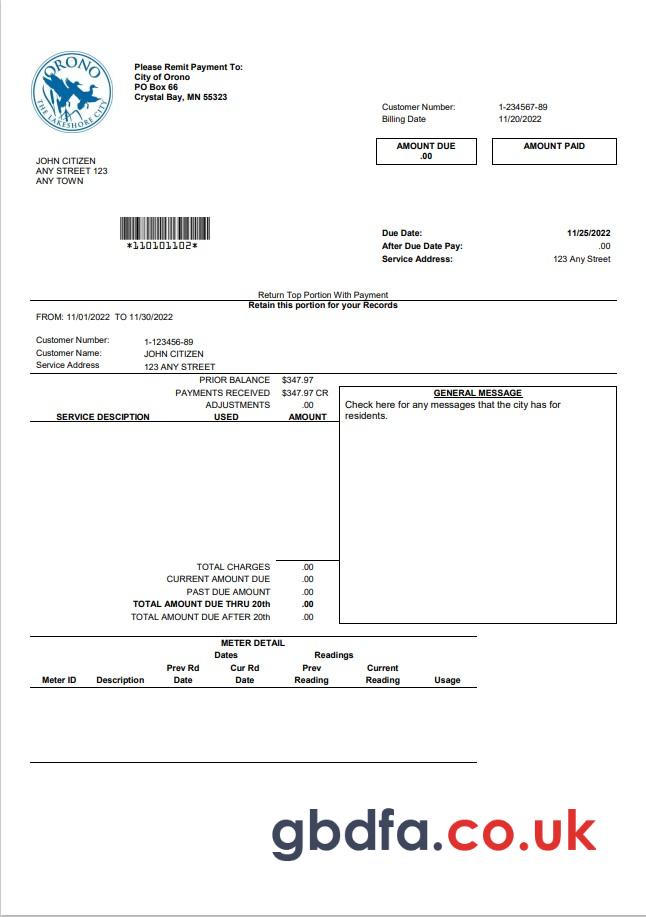 ORONO
THE LAKESHORE CITY
Please Remit Payment To:
City of Orono
PO Box 66
Crystal Bay, MN 55323
Customer Number: 1-234567-89
Billing Date 11/20/2022
AMOUNT DUE AMOUNT PAID
.00
JOHN CITIZEN
ANY STREET 123
ANY TOWN
*110101102*
Due Date: 11/25/2022
After Due Date Pay: .00
Service Address: 123 Any Street
Return Top Portion With Payment
Retain this portion for your Records
FROM: 11/01/2022 TO 11/30/2022
Customer Number: 1-123456-89
Customer Name: JOHN CITIZEN
Service Address 123 ANY STREET
PRIOR BALANCE $347.97
PAYMENTS RECEIVED $347.97 CR
ADJUSTMENTS .00
SERVICE DESCIPTION USED AMOUNT
GENERAL MESSAGE
Check here for any messages that the city has for
residents.
TOTAL CHARGES .00
CURRENT AMOUNT DUE .00
PAST DUE AMOUNT .00
TOTAL AMOUNT DUE THRU 20th .00
TOTAL AMOUNT DUE AFTER 20th .00
METER DETAIL
Dates Readings
Prev Rd Cur Rd Prev Current
Meter ID Description Date Date Reading Reading Usage
gbdfa.co.uk